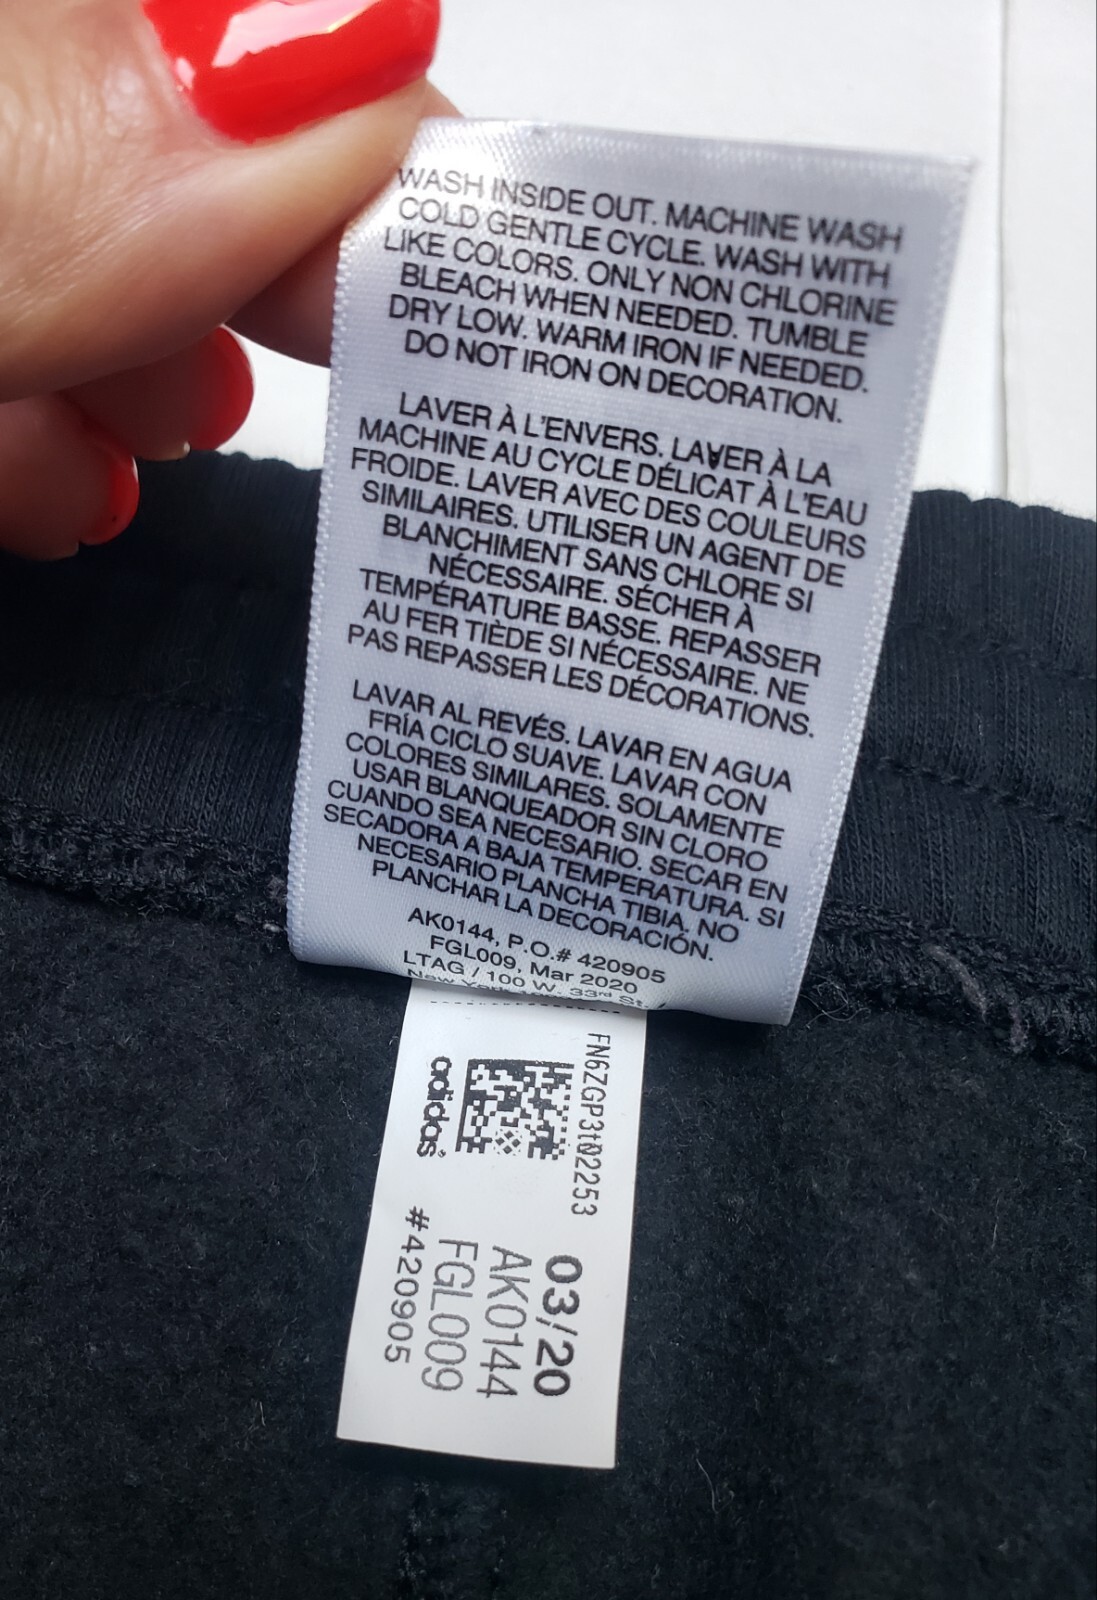 WASH INSIDE OUT. MACHINE WASH
COLD GENTLE CYCLE. WASH WITH
LIKE COLORS. ONLY NON CHLORINE
BLEACH WHEN NEEDED. TUMBLE
DRY LOW. WARM IRON IF NEEDED.
DO NOT IRON ON DECORATION.
LAVER À L'ENVERS. LAVER À LA
MACHINE AU CYCLE DÉLICAT À L'EAU
FROIDE. LAVER AVEC DES COULEURS
SIMILAIRES. UTILISER UN AGENT DE
BLANCHIMENT SANS CHLORE SI
NÉCESSAIRE. SÉCHER À
TEMPÉRATURE BASSE. REPASSER
AU FER TIÈDE SI NÉCESSAIRE. NE
PAS REPASSER LES DÉCORATIONS.
LAVAR AL REVÉS. LAVAR EN AGUA
FRÍA CICLO SUAVE. LAVAR CON
COLORES SIMILARES. SOLAMENTE
USAR BLANQUEADOR SIN CLORO
CUANDO SEA NECESARIO. SECAR EN
SECADORA A BAJA TEMPERATURA. SI
NECESARIO PLANCHA TIBIA. NO
PLANCHAR LA DECORACIÓN.
AK0144, P.O.# 420905
FGL009, Mar 2020
LTAG / 100 W. 33rd St. /
New York
FN6ZGP3tQ2253
adidas
03/20
AK0144
FGL009
#420905